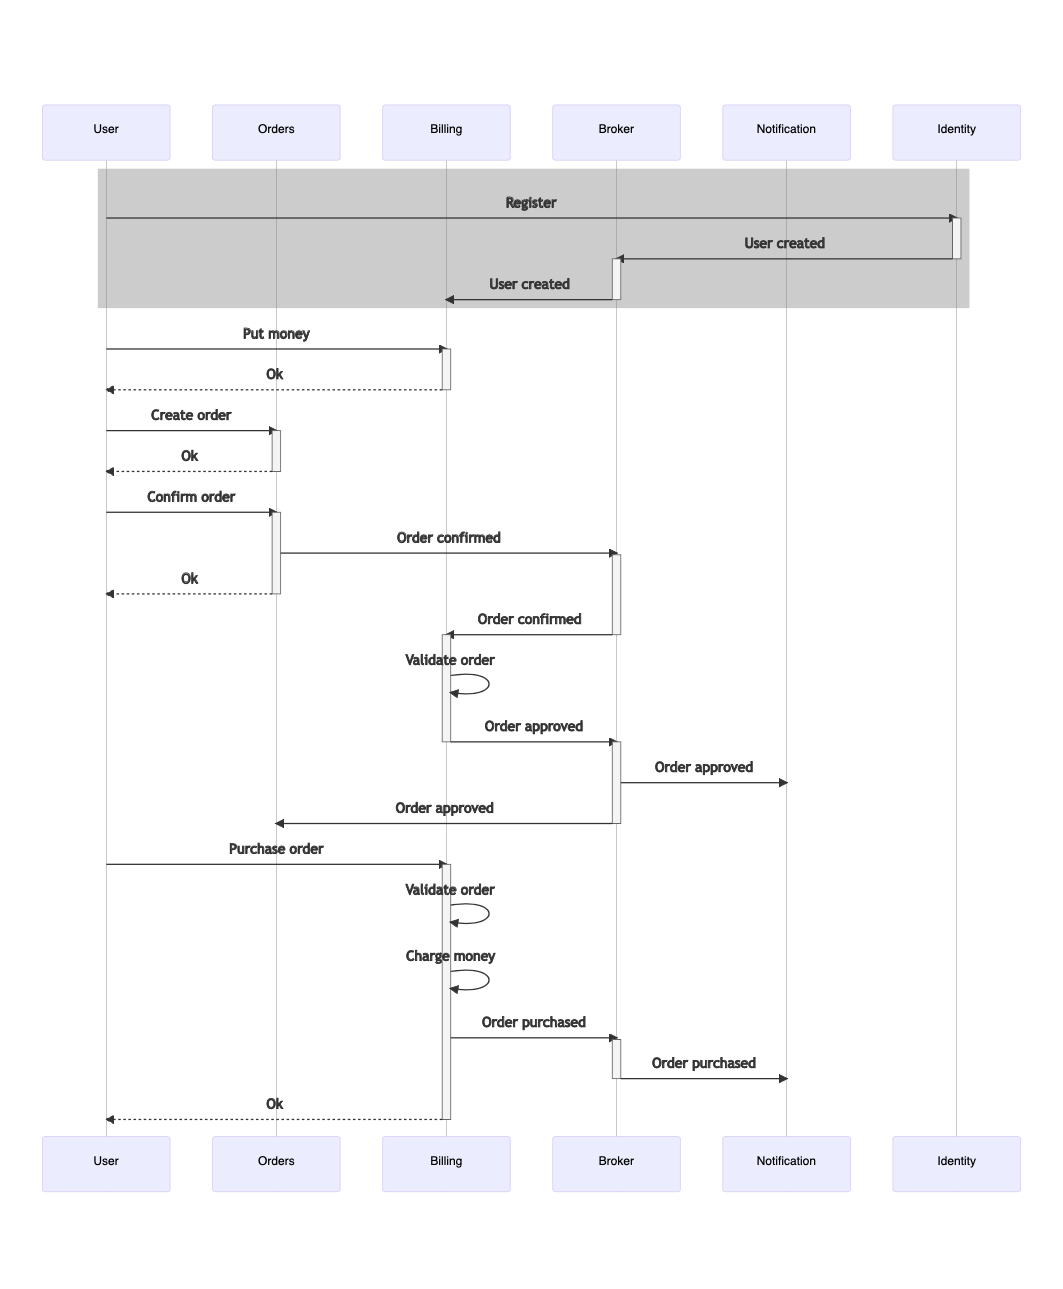 User
Orders
Billing
Broker
Notification
Identity
Register
User created
User created
Put money
Ok
Create order
Ok
Confirm order
Order confirmed
Ok
Order confirmed
Validate order
Order approved
Order approved
Order approved
Purchase order
Validate order
Charge money
Order purchased
Order purchased
Ok
User
Orders
Billing
Broker
Notification
Identity